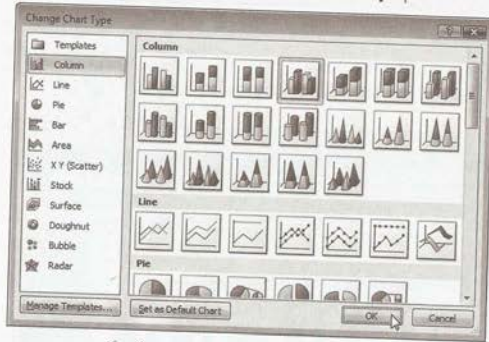 Change Chart Type
Templates
Column
Line
Pie
Bar
Area
X Y (Scatter)
Stock
Surface
Doughnut
Bubble
Radar
Column
Line
Pie
Manage Templates...
Set as Default Chart
OK
Cancel